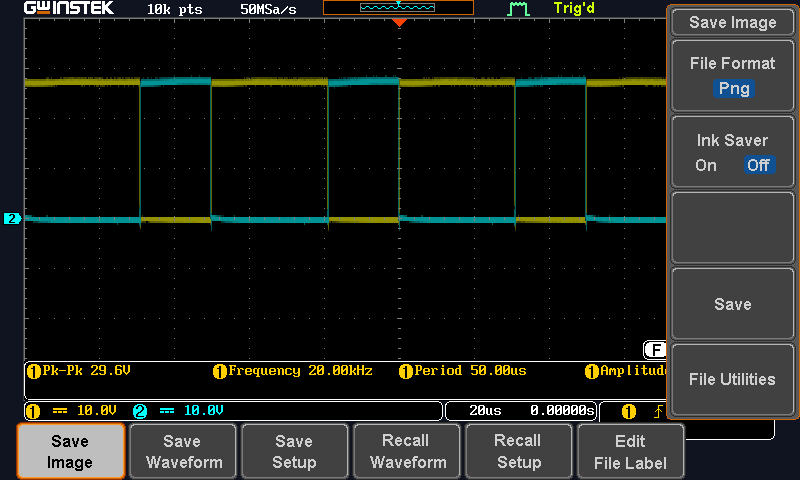 GWINSTEK 10k pts 50MSa/s Trig'd
Save Image
File Format
Png
Ink Saver
On Off
2
Save
F
File Utilities
1 Pk-Pk 29.6V 1 Frequency 20.00kHz 1 Period 50.00us 1 Amplitude
1 10.0V 2 10.0V 20us 0.00000s 1
Save Image
Save Waveform
Save Setup
Recall Waveform
Recall Setup
Edit File Label